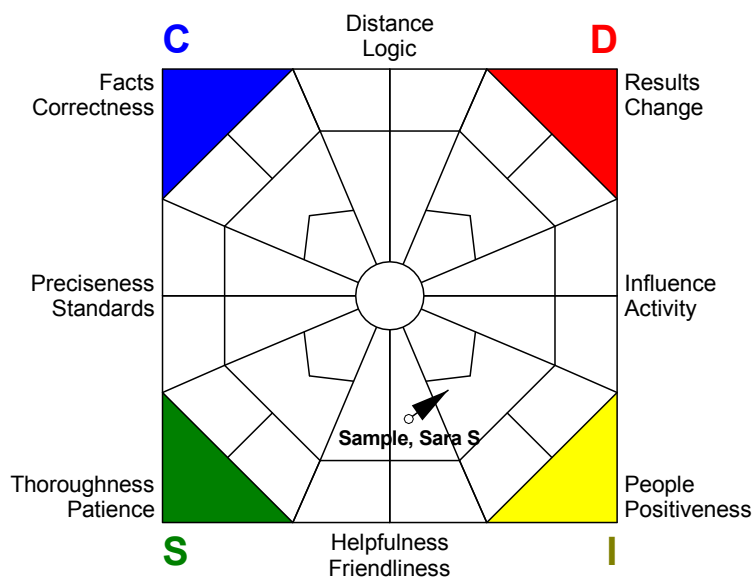 C
Distance
Logic
D
Facts
Correctness
Results
Change
Preciseness
Standards
Influence
Activity
Sample, Sara S
Thoroughness
Patience
People
Positiveness
S
Helpfulness
Friendliness
I